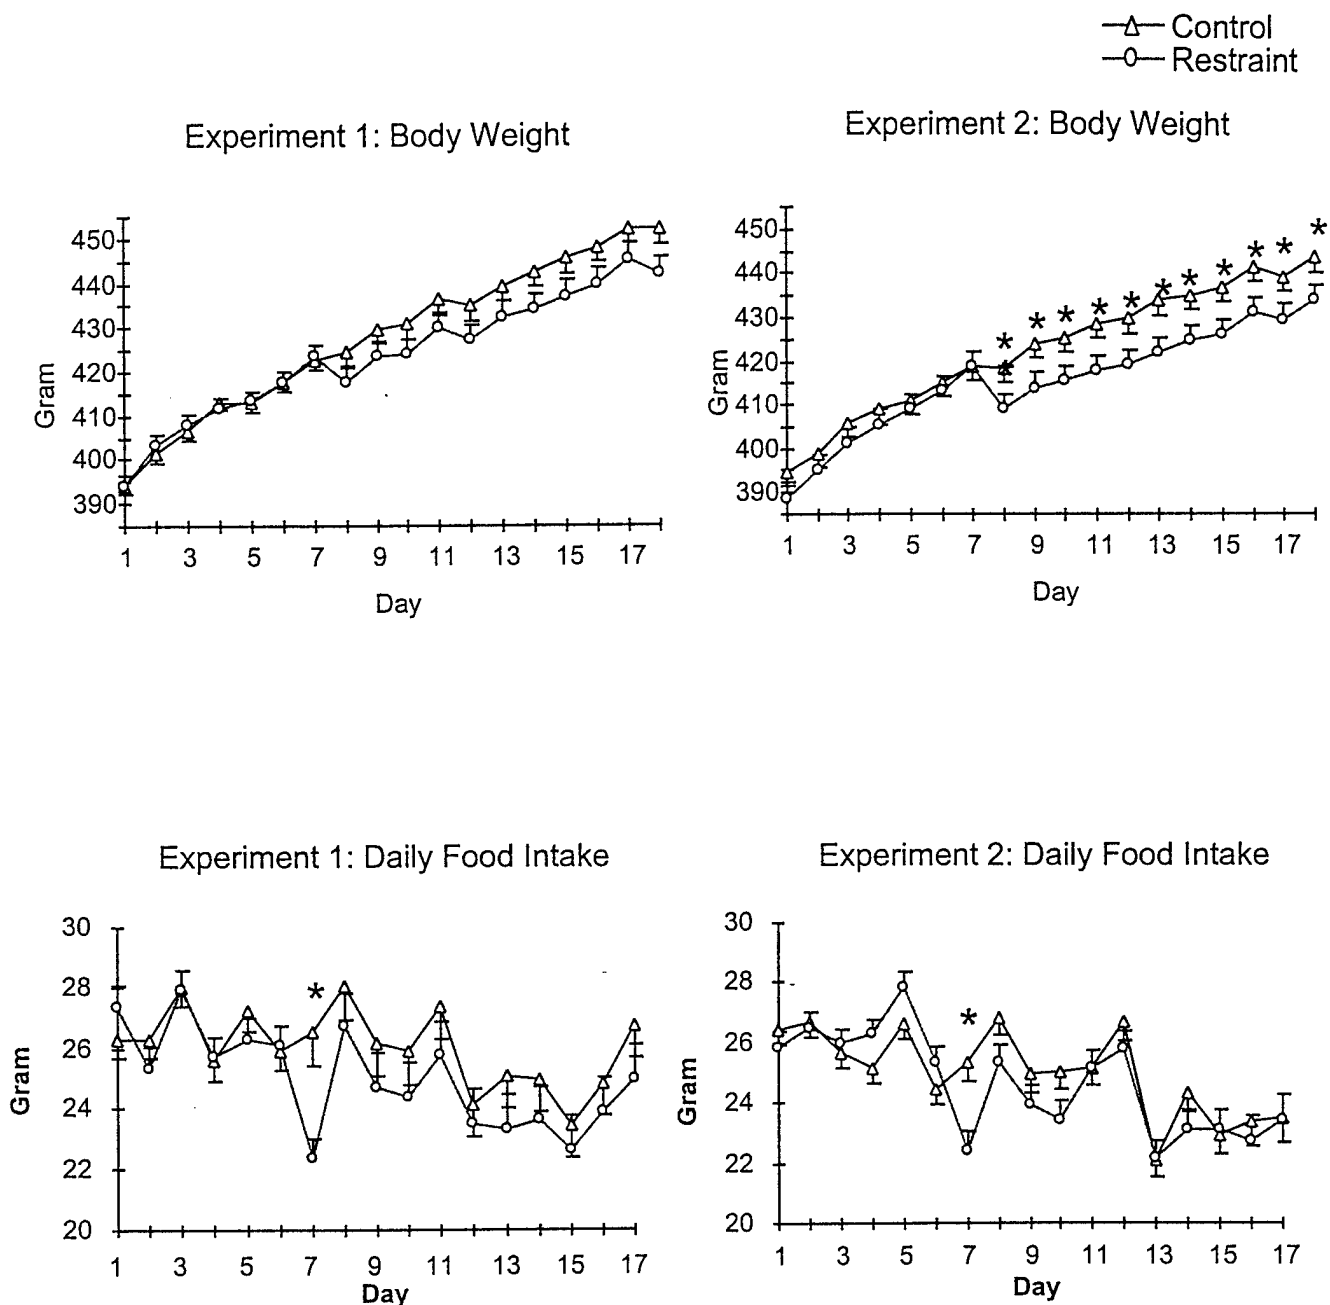 Control
Restraint
Experiment 1: Body Weight
Experiment 2: Body Weight
450
440
430
420
410
400
390
Gram
1 3 5 7 9 11 13 15 17
Day
450
440
430
420
410
400
390
Gram
* * * * * * * * * * *
1 3 5 7 9 11 13 15 17
Day
Experiment 1: Daily Food Intake
Experiment 2: Daily Food Intake
30
28
26
24
22
20
Gram
*
1 3 5 7 9 11 13 15 17
Day
30
28
26
24
22
20
Gram
*
1 3 5 7 9 11 13 15 17
Day